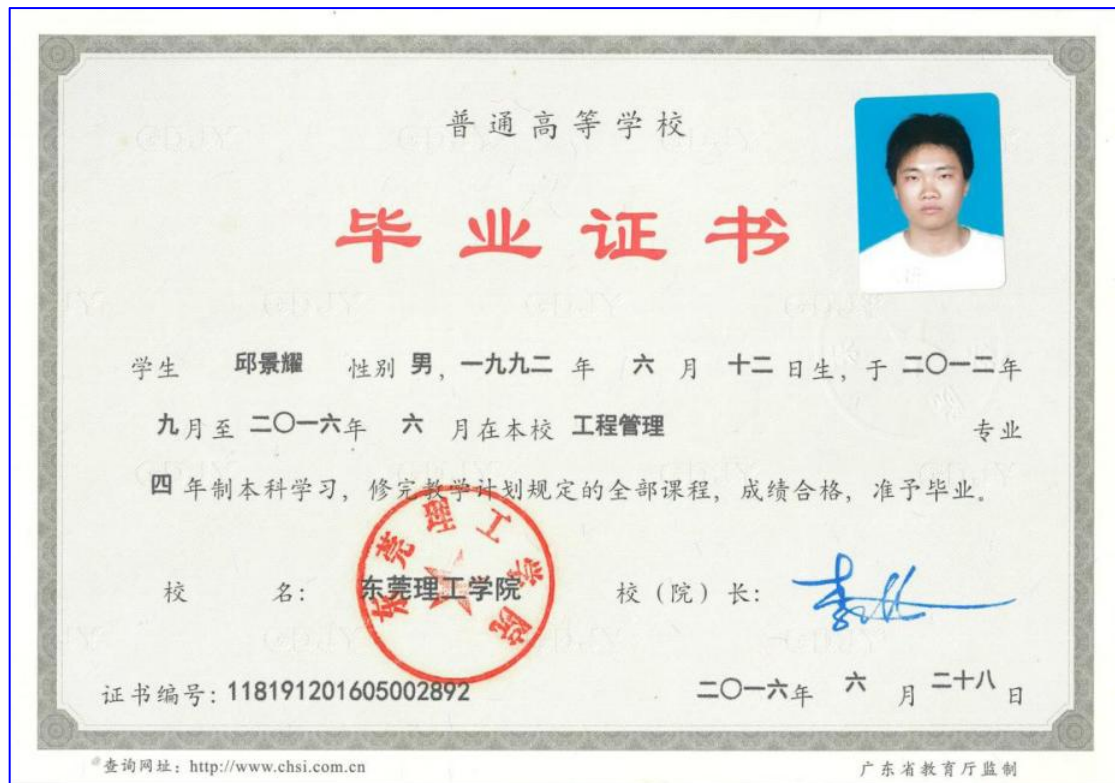 普通高等学校
毕业证书
学生 邱景耀 性别 男，一九九二 年 六 月 十二 日生，于 二〇一二年
九月至 二〇一六年 六 月在本校 工程管理 专业
四 年制本科学习，修完教学计划规定的全部课程，成绩合格，准予毕业。
东莞理工学院
校 名： 东莞理工学院 校（院）长：
证书编号：118191201605002892 二〇一六年 六 月 二十八 日
查询网址：http://www.chsi.com.cn 广东省教育厅监制